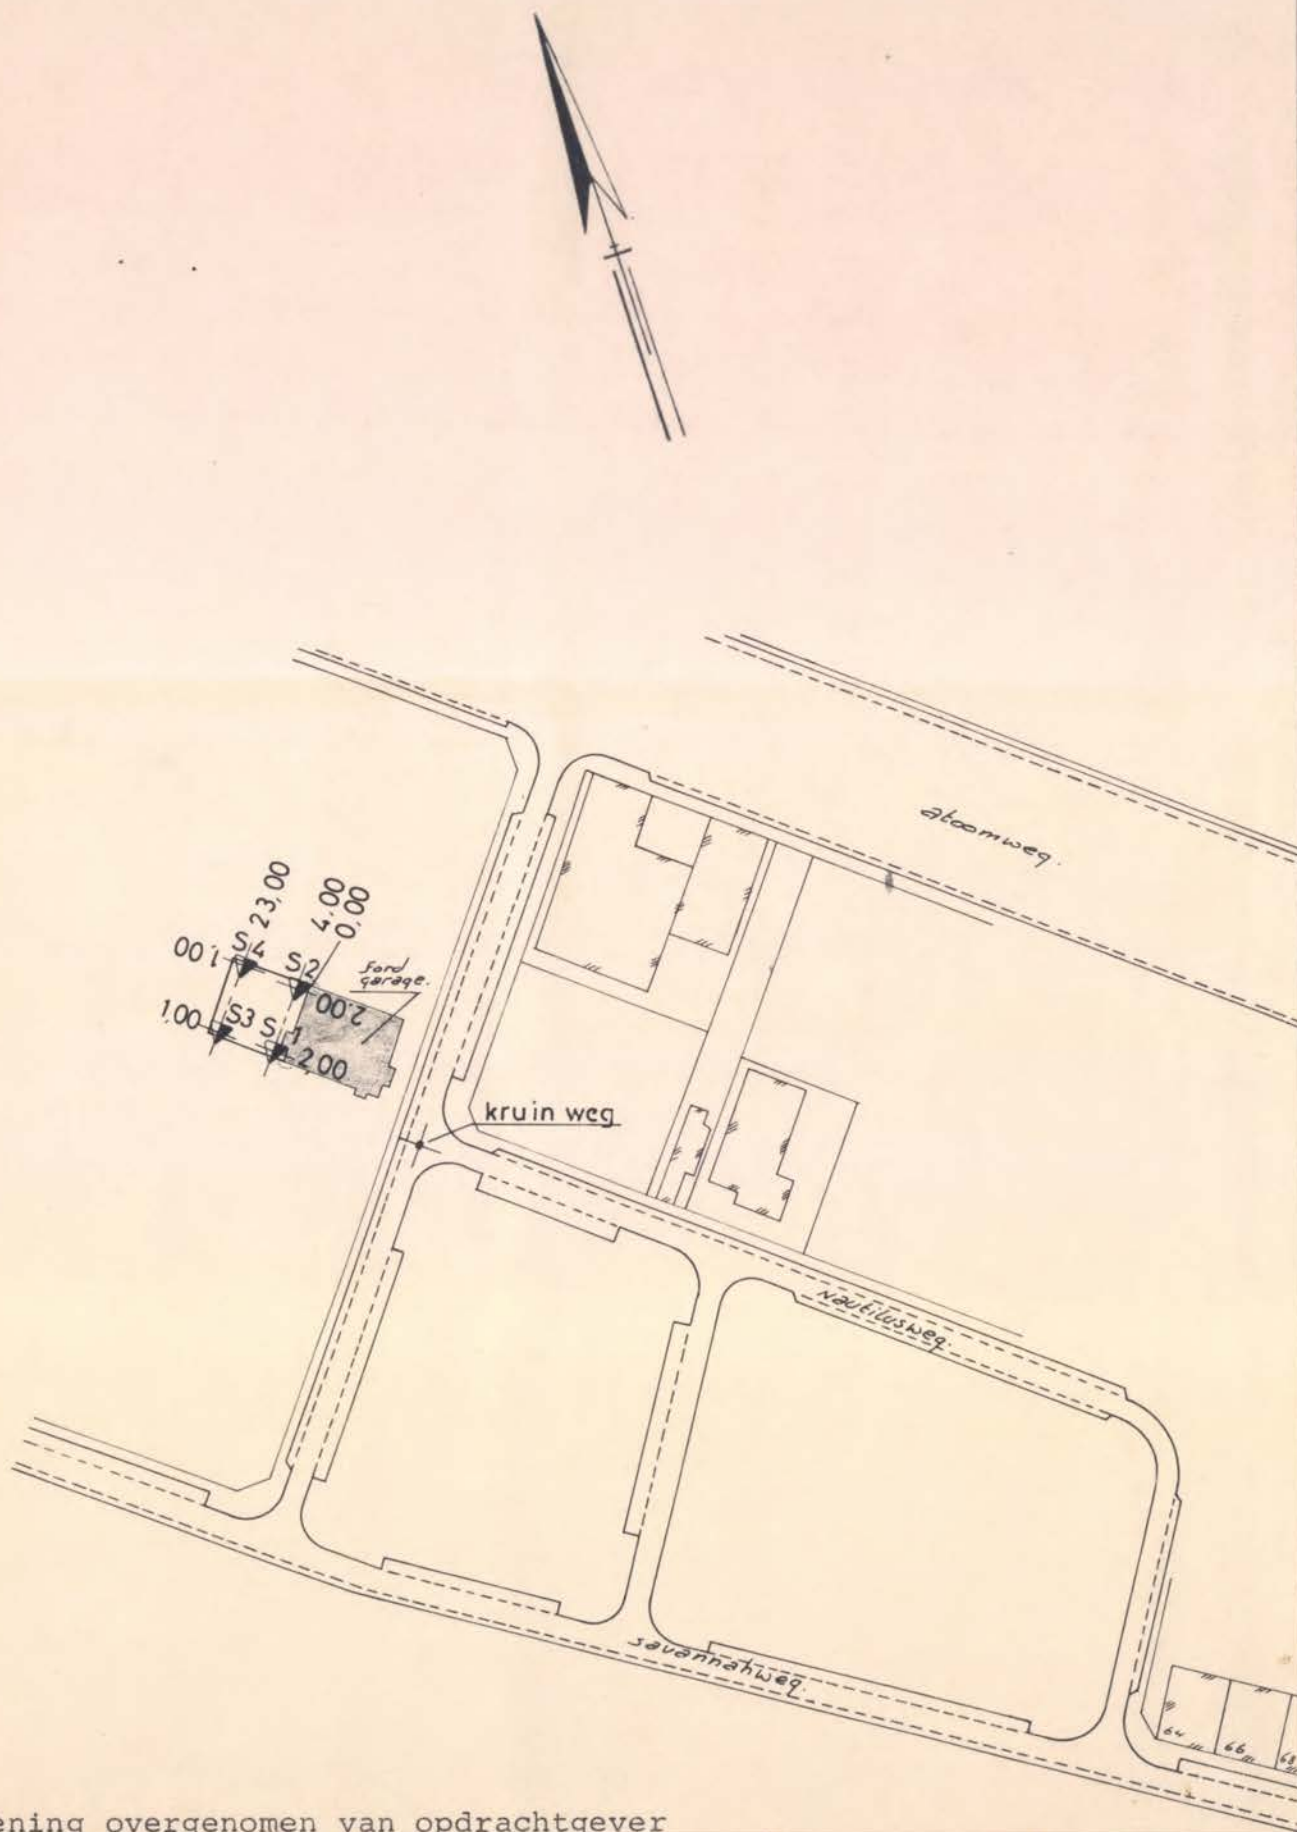 atoomweg.
23,00
4.00
0.00
1.00
S4
S2
ford
garage.
2.00
1.00
S3
S 1
2,00
kruin weg
Nautilusweg.
savannahweg.
64
66
68
ening overgenomen van opdrachtgever